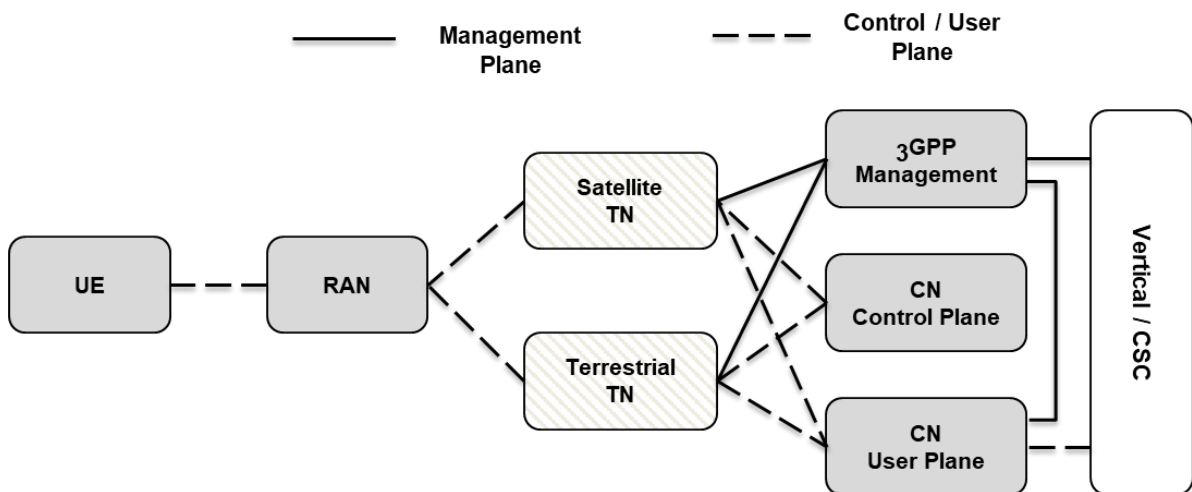 Management
Plane
Control / User
Plane
3GPP
Management
Satellite
TN
UE
RAN
CN
Control Plane
Terrestrial
TN
CN
User Plane
Vertical / CSC